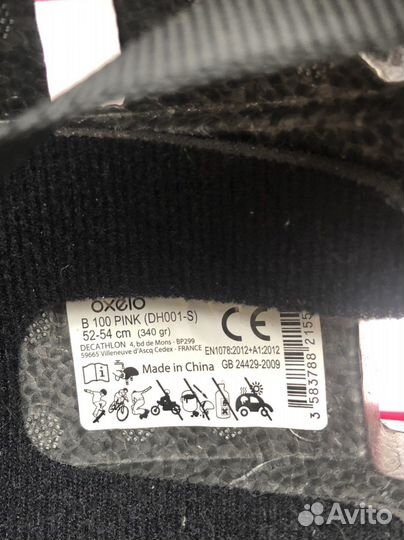 oxelo
B 100 PINK (DH001-S)
52-54 cm (340 gr)
DECATHLON 4, bd de Mons - BP299
59665 Villeneuve d'Ascq Cedex - FRANCE
CE
EN1078:2012+A1:2012
Made in China
GB 24429-2009
3 583788 2155
Avito